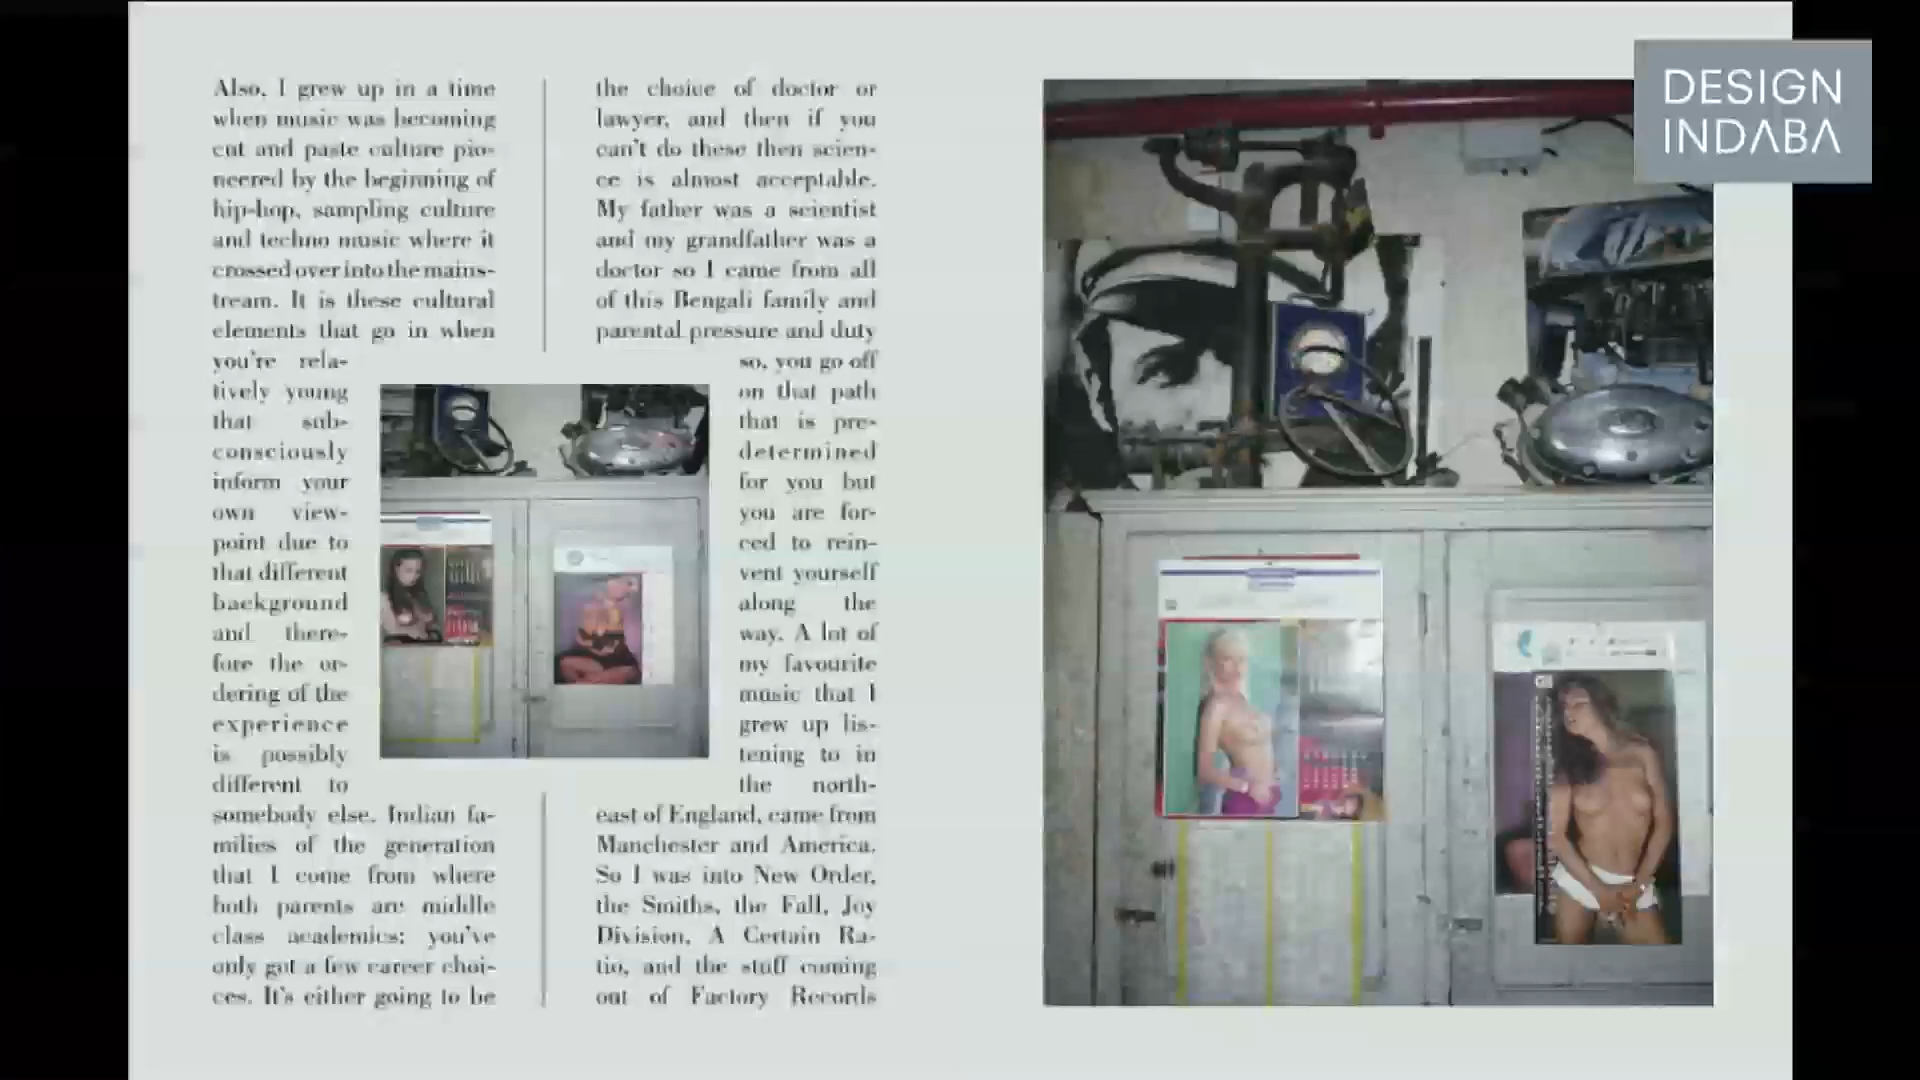 Also, I grew up in a time
when music was becoming
cut and paste culture pio-
neered by the beginning of
hip-hop, sampling culture
and techno music where it
crossed over into the mains-
tream. It is these cultural
elements that go in when
you're rela-
tively young
that sub-
consciously
inform your
own view-
point due to
that different
background
and there-
fore the or-
dering of the
experience
is possibly
different to
somebody else. Indian fa-
milies of the generation
that I come from where
both parents are middle
class academics; you've
only got a few career choi-
ces. It's either going to be
the choice of doctor or
lawyer, and then if you
can't do these then scien-
ce is almost acceptable.
My father was a scientist
and my grandfather was a
doctor so I came from all
of this Bengali family and
parental pressure and duty
so, you go off
on that path
that is pre-
determined
for you but
you are for-
ced to rein-
vent yourself
along the
way. A lot of
my favourite
music that I
grew up lis-
tening to in
the north-
east of England, came from
Manchester and America.
So I was into New Order,
the Smiths, the Fall, Joy
Division, A Certain Ra-
tio, and the stuff coming
out of Factory Records
DESIGN
INDABA